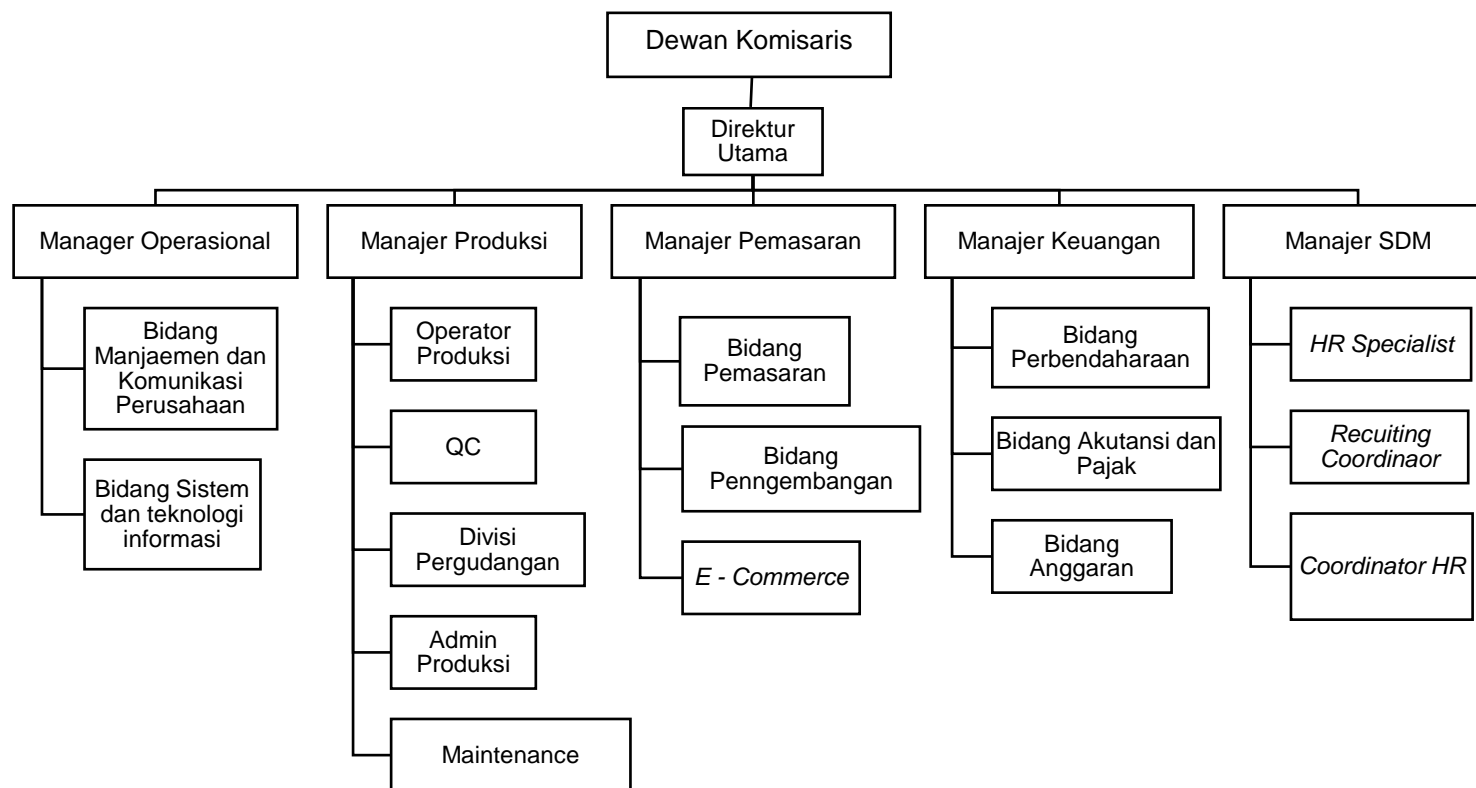 Dewan Komisaris
Direktur
Utama
Manager Operasional
Manajer Produksi
Manajer Pemasaran
Manajer Keuangan
Manajer SDM
Bidang
Manjaemen dan
Komunikasi
Perusahaan
Bidang Sistem
dan teknologi
informasi
Operator
Produksi
QC
Divisi
Pergudangan
Admin
Produksi
Maintenance
Bidang
Pemasaran
Bidang
Penngembangan
E - Commerce
Bidang
Perbendaharaan
Bidang Akutansi dan
Pajak
Bidang
Anggaran
HR Specialist
Recuiting
Coordinaor
Coordinator HR